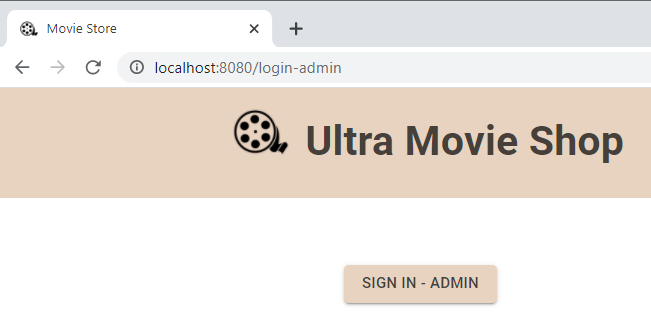 Movie Store
localhost:8080/login-admin
Ultra Movie Shop
SIGN IN - ADMIN